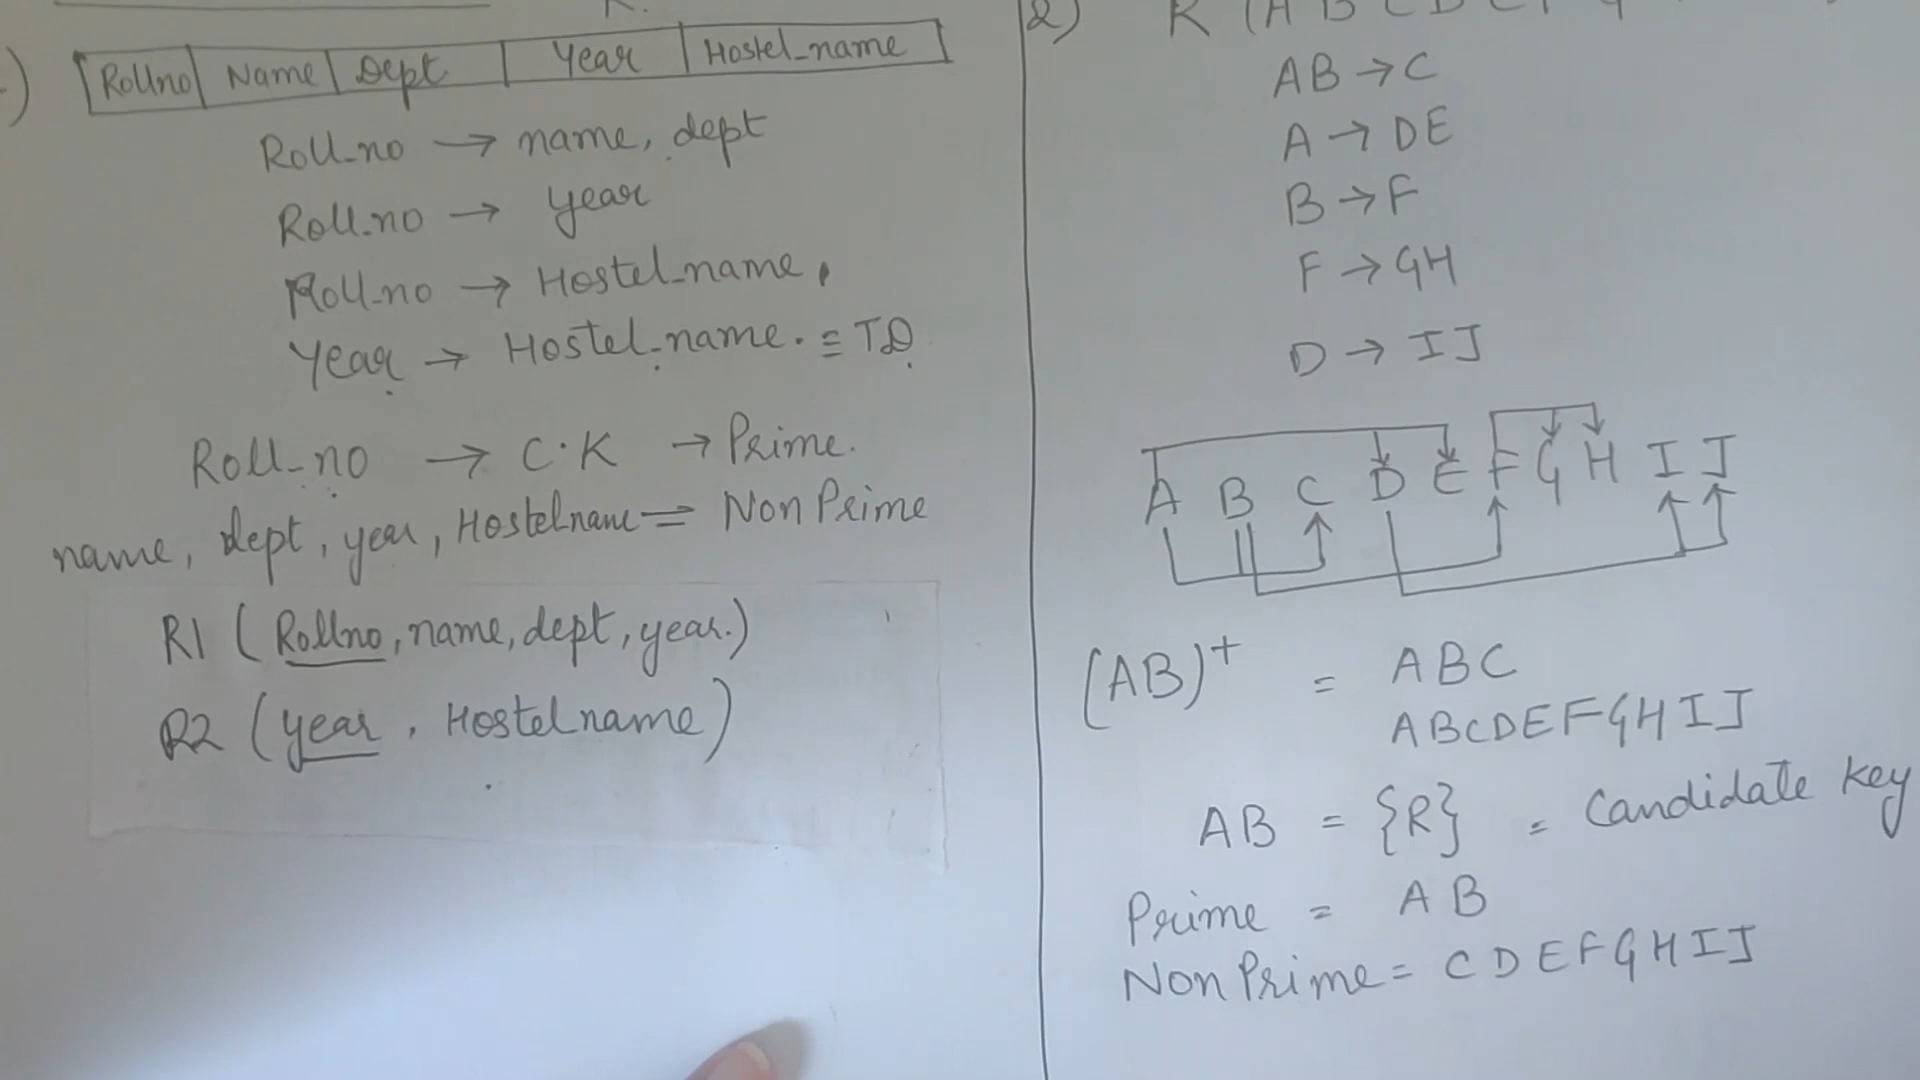 Rollno Name Dept Year Hostel_name
Roll_no → name, dept
Roll_no → year
Roll_no → Hostel_name,
Year → Hostel_name. = TD
Roll_no → C.K → Prime.
name, dept, year, Hostelname = Non Prime
R1 (Rollno, name, dept, year.)
R2 (year, Hostelname)
2) R (A B C D E F G
AB → C
A → DE
B → F
F → GH
D → IJ
A B C D E F G H I J
(AB)+ = ABC
ABCDEFGHIJ
AB = {R} = Candidate Key
Prime = AB
Non Prime = CDEFGHIJ